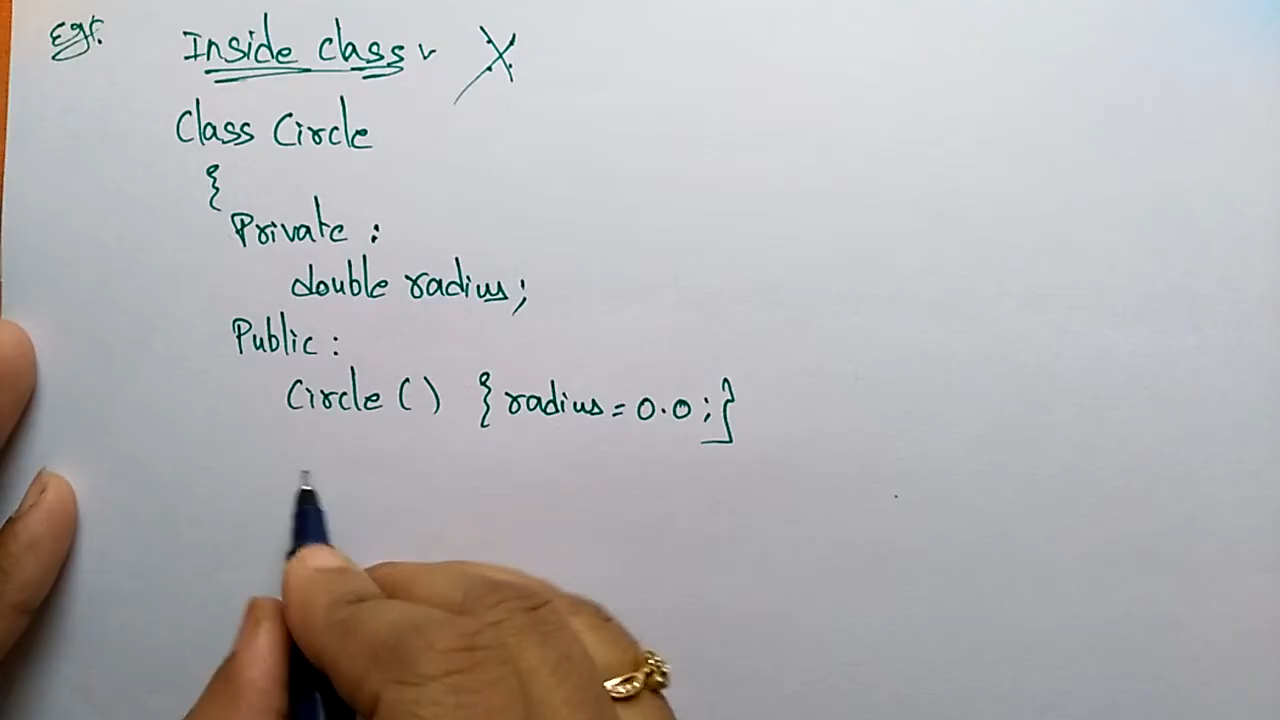 Eg:
Inside class: X
Class Circle
{
Private :
double radius;
Public :
Circle ( ) { radius = 0.0 ; }